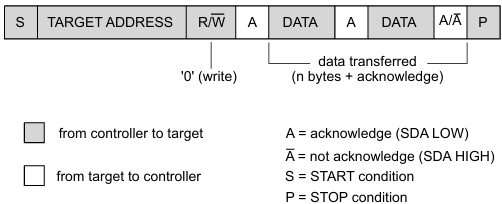 S TARGET ADDRESS R/W̅ A DATA A DATA A/A̅ P
'0' (write)
data transferred
(n bytes + acknowledge)
from controller to target
from target to controller
A = acknowledge (SDA LOW)
A̅ = not acknowledge (SDA HIGH)
S = START condition
P = STOP condition